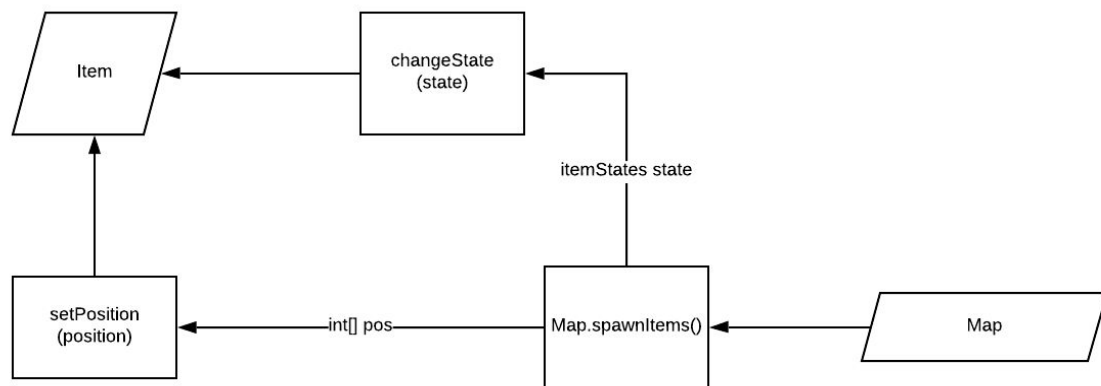 Item
changeState
(state)
itemStates state
setPosition
(position)
int[] pos
Map.spawnItems()
Map